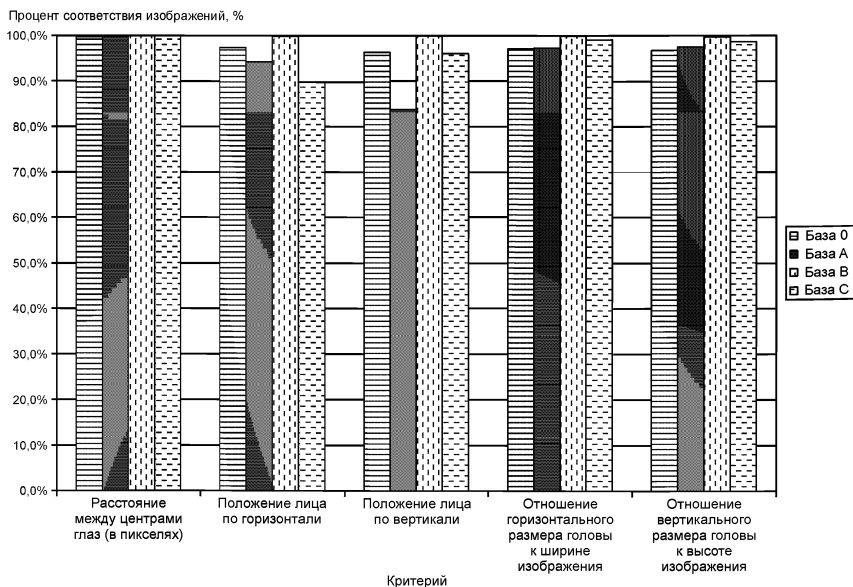 Процент соответствия изображений, %
100,0%
90,0%
80,0%
70,0%
60,0%
50,0%
40,0%
30,0%
20,0%
10,0%
0,0%
База 0
База A
База B
База C
Расстояние
между центрами
глаз (в пикселях)
Положение лица
по горизонтали
Положение лица
по вертикали
Отношение
горизонтального
размера головы
к ширине
изображения
Отношение
вертикального
размера головы
к высоте
изображения
Критерий